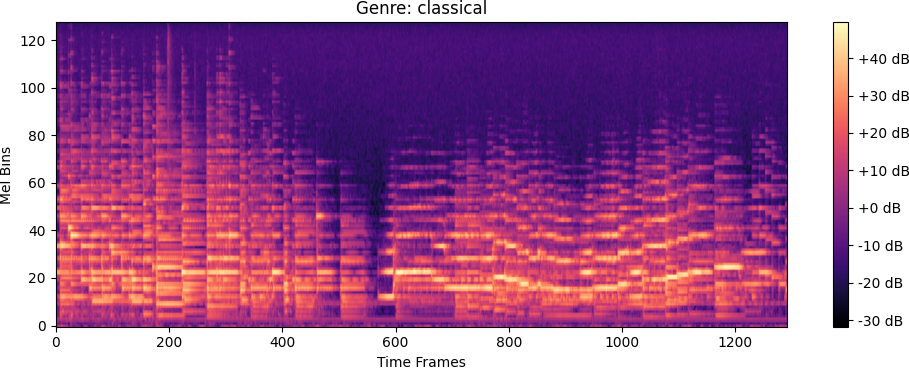 Genre: classical
Mel Bins
120
100
80
60
40
20
0
0 200 400 600 800 1000 1200
Time Frames
+40 dB
+30 dB
+20 dB
+10 dB
+0 dB
-10 dB
-20 dB
-30 dB